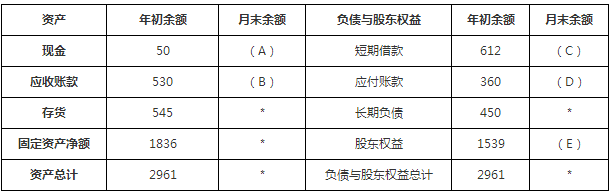 资产 年初余额 月末余额 负债与股东权益 年初余额 月末余额
现金 50 （A） 短期借款 612 （C）
应收账款 530 （B） 应付账款 360 （D）
存货 545 * 长期负债 450 *
固定资产净额 1836 * 股东权益 1539 （E）
资产总计 2961 * 负债与股东权益总计 2961 *